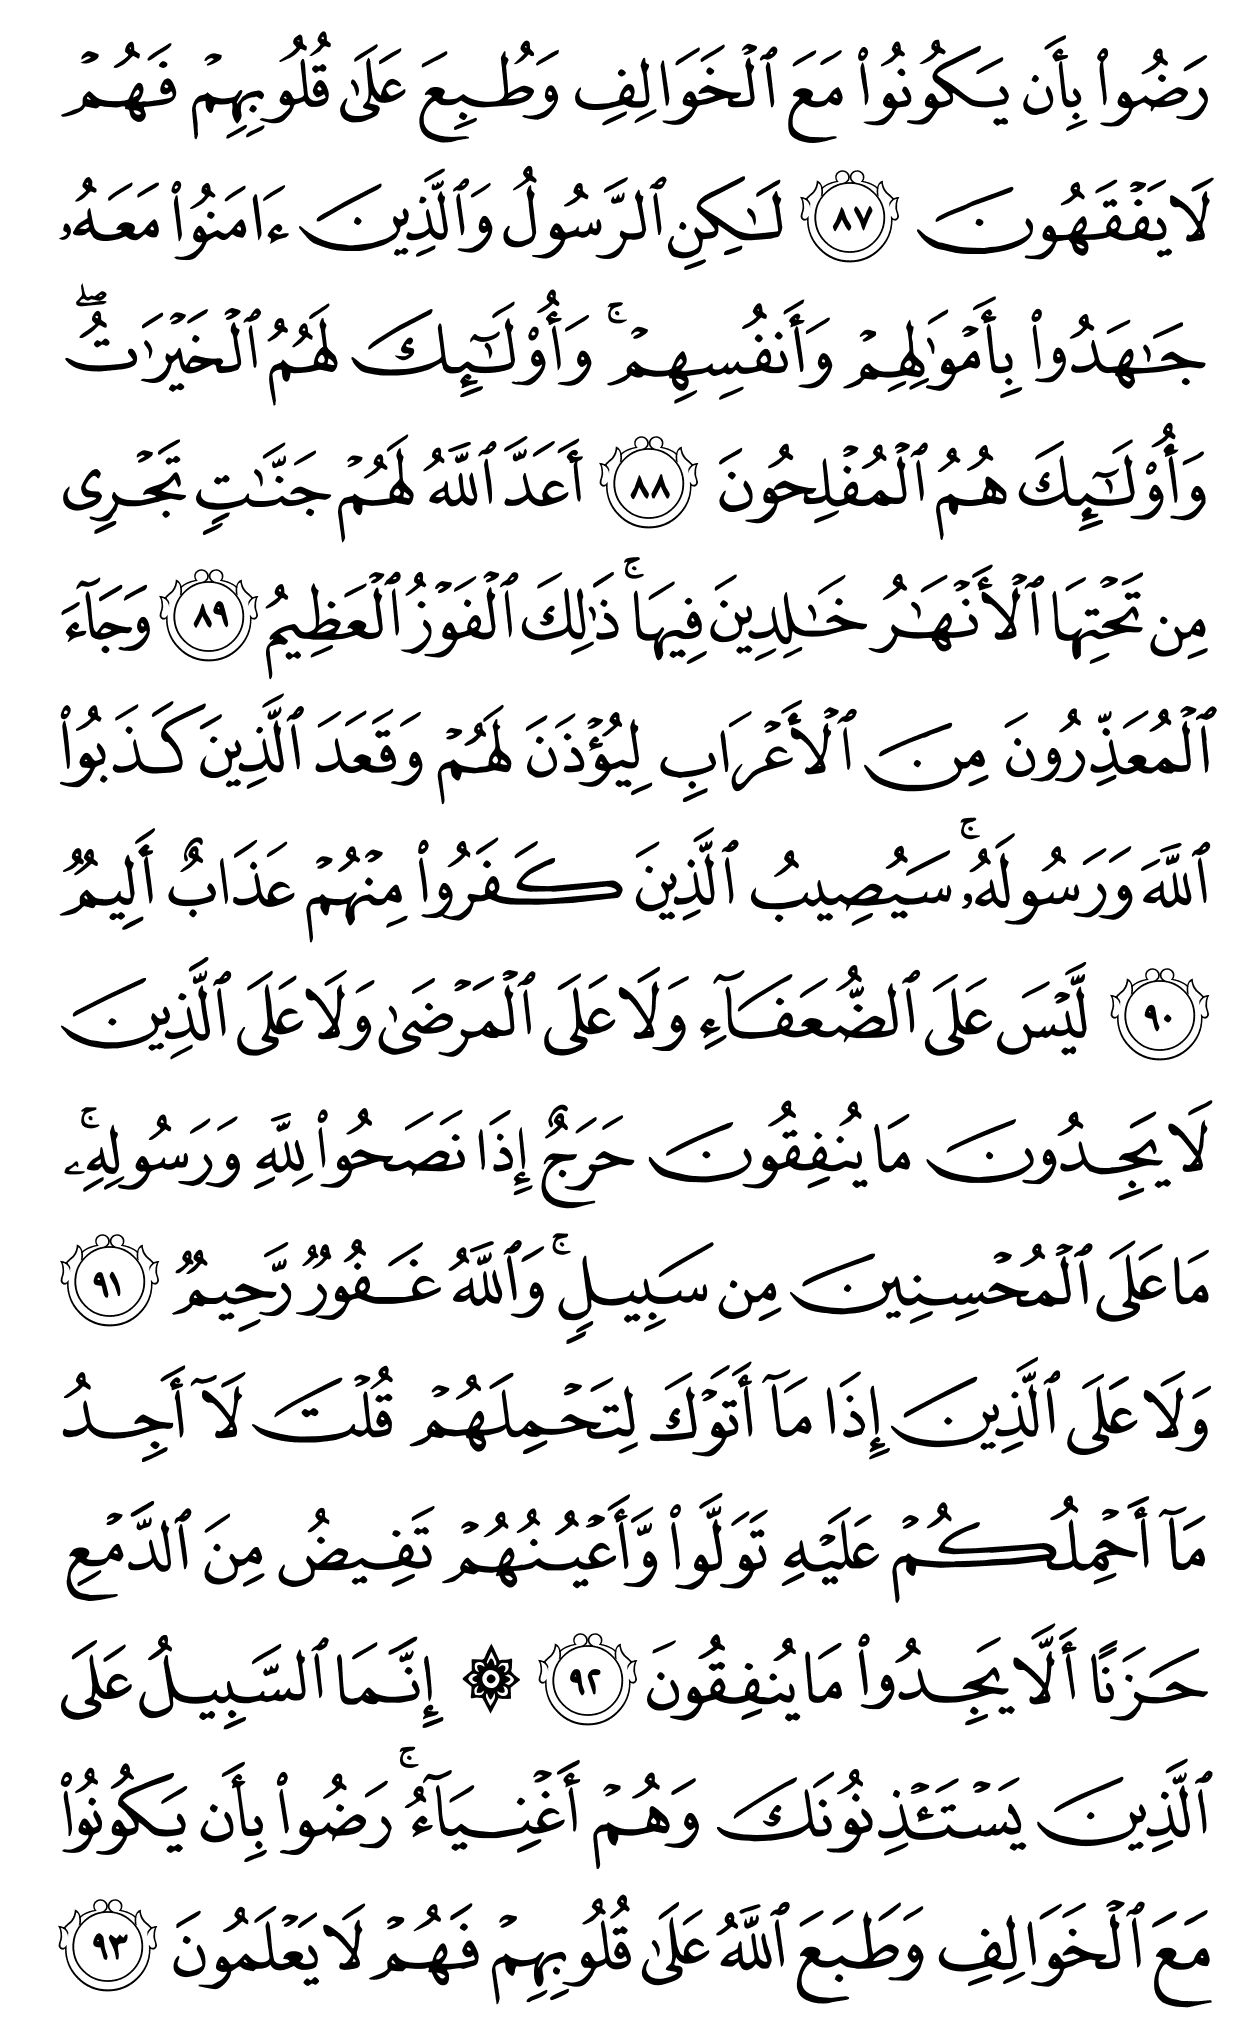 رَضُوا۟ بِأَن يَكُونُوا۟ مَعَ ٱلْخَوَالِفِ وَطُبِعَ عَلَىٰ قُلُوبِهِمْ فَهُمْ
لَا يَفْقَهُونَ ٨٧ لَـٰكِنِ ٱلرَّسُولُ وَٱلَّذِينَ ءَامَنُوا۟ مَعَهُۥ
جَـٰهَدُوا۟ بِأَمْوَٰلِهِمْ وَأَنفُسِهِمْ ۚ وَأُو۟لَـٰٓئِكَ لَهُمُ ٱلْخَيْرَٰتُ ۖ
وَأُو۟لَـٰٓئِكَ هُمُ ٱلْمُفْلِحُونَ ٨٨ أَعَدَّ ٱللَّهُ لَهُمْ جَنَّـٰتٍ تَجْرِى
مِن تَحْتِهَا ٱلْأَنْهَـٰرُ خَـٰلِدِينَ فِيهَا ۚ ذَٰلِكَ ٱلْفَوْزُ ٱلْعَظِيمُ ٨٩ وَجَآءَ
ٱلْمُعَذِّرُونَ مِنَ ٱلْأَعْرَابِ لِيُؤْذَنَ لَهُمْ وَقَعَدَ ٱلَّذِينَ كَذَبُوا۟
ٱللَّهَ وَرَسُولَهُۥ ۚ سَيُصِيبُ ٱلَّذِينَ كَفَرُوا۟ مِنْهُمْ عَذَابٌ أَلِيمٌ
٩٠ لَّيْسَ عَلَى ٱلضُّعَفَآءِ وَلَا عَلَى ٱلْمَرْضَىٰ وَلَا عَلَى ٱلَّذِينَ
لَا يَجِدُونَ مَا يُنفِقُونَ حَرَجٌ إِذَا نَصَحُوا۟ لِلَّهِ وَرَسُولِهِۦ ۚ
مَا عَلَى ٱلْمُحْسِنِينَ مِن سَبِيلٍ ۚ وَٱللَّهُ غَفُورٌ رَّحِيمٌ ٩١
وَلَا عَلَى ٱلَّذِينَ إِذَا مَآ أَتَوْكَ لِتَحْمِلَهُمْ قُلْتَ لَآ أَجِدُ
مَآ أَحْمِلُكُمْ عَلَيْهِ تَوَلَّوا۟ وَّأَعْيُنُهُمْ تَفِيضُ مِنَ ٱلدَّمْعِ
حَزَنًا أَلَّا يَجِدُوا۟ مَا يُنفِقُونَ ٩٢ ۞ إِنَّمَا ٱلسَّبِيلُ عَلَى
ٱلَّذِينَ يَسْتَـْٔذِنُونَكَ وَهُمْ أَغْنِيَآءُ ۚ رَضُوا۟ بِأَن يَكُونُوا۟
مَعَ ٱلْخَوَالِفِ وَطَبَعَ ٱللَّهُ عَلَىٰ قُلُوبِهِمْ فَهُمْ لَا يَعْلَمُونَ ٩٣